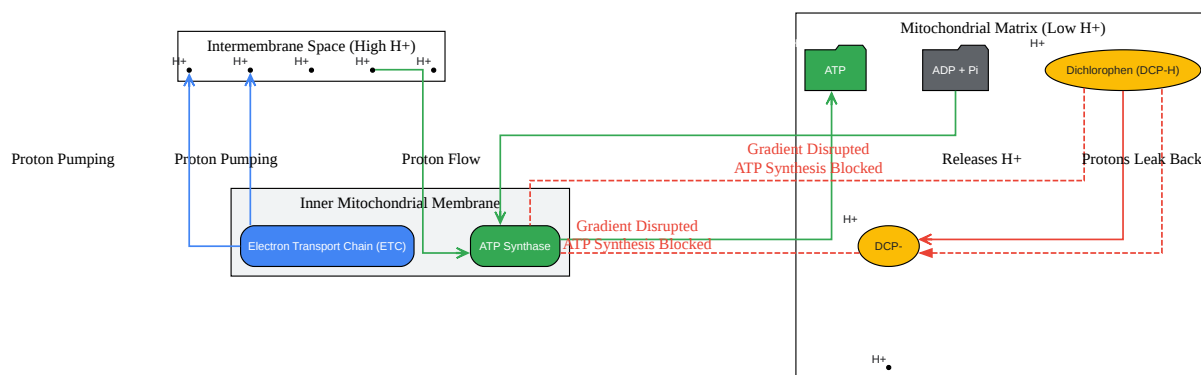 Mitochondrial Matrix (Low H+)
Intermembrane Space (High H+)
H+
H+
H+
H+
H+
H+
ATP
ADP + Pi
Dichlorophen (DCP-H)
Proton Pumping
Proton Pumping
Proton Flow
Gradient Disrupted
ATP Synthesis Blocked
Releases H+
Protons Leak Back
Inner Mitochondrial Membrane
Electron Transport Chain (ETC)
ATP Synthase
Gradient Disrupted
ATP Synthesis Blocked
H+
DCP-
H+